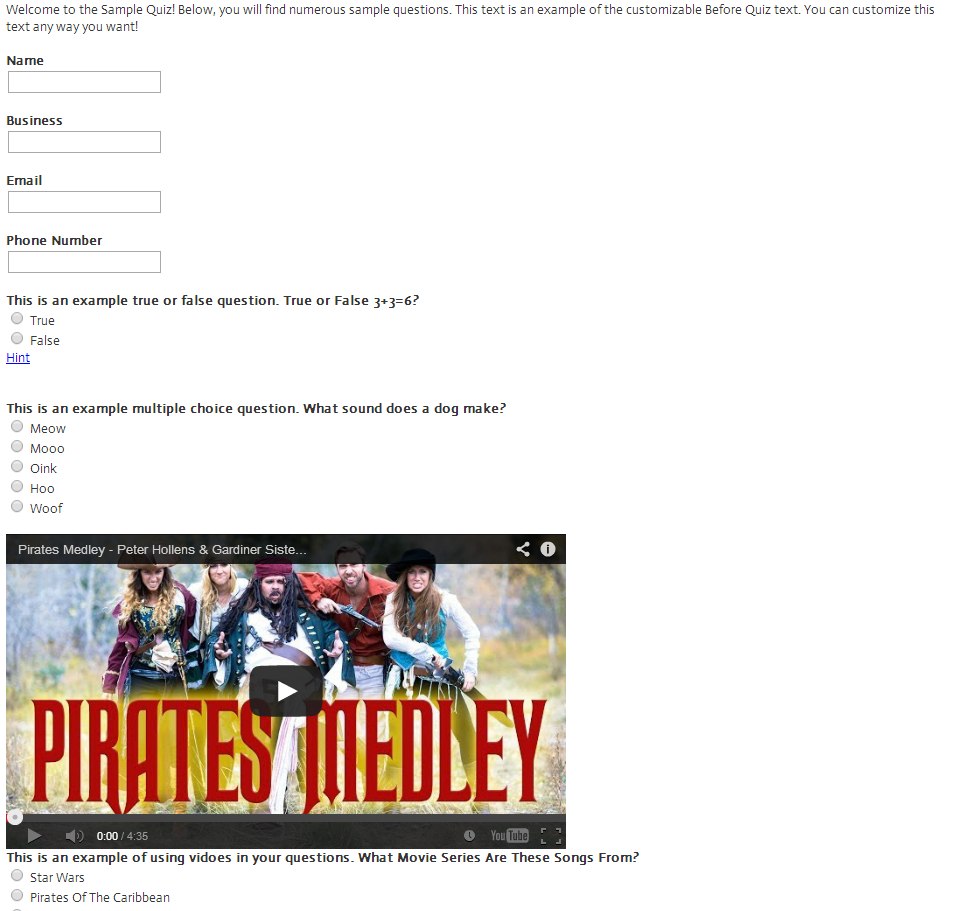 Welcome to the Sample Quiz! Below, you will find numerous sample questions. This text is an example of the customizable Before Quiz text. You can customize this
text any way you want!
Name
Business
Email
Phone Number
This is an example true or false question. True or False 3+3=6?
True
False
Hint
This is an example multiple choice question. What sound does a dog make?
Meow
Mooo
Oink
Hoo
Woof
Pirates Medley - Peter Hollens & Gardiner Siste...
PIRATES MEDLEY
0:00 / 4:35
YouTube
This is an example of using vidoes in your questions. What Movie Series Are These Songs From?
Star Wars
Pirates Of The Caribbean